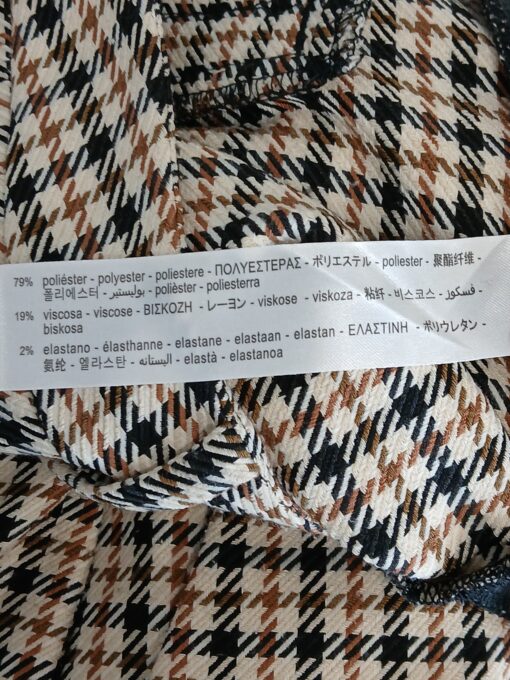 79% poliéster - polyester - poliestere - ΠΟΛΥΕΣΤΕΡΑΣ - ポリエステル - poliester - 聚酯纤维 -
폴리에스터 - بوليستير - polièster - poliesterra
19% viscosa - viscose - ΒΙΣΚΟΖΗ - レーヨン - viskose - viskoza - 粘纤 - 비스코스 - فسكوز -
biskosa
2% elastano - élasthanne - elastane - elastaan - elastan - ΕΛΑΣΤΙΝΗ - ポリウレタン -
氨纶 - 엘라스탄 - اليستانه - elastà - elastanoa